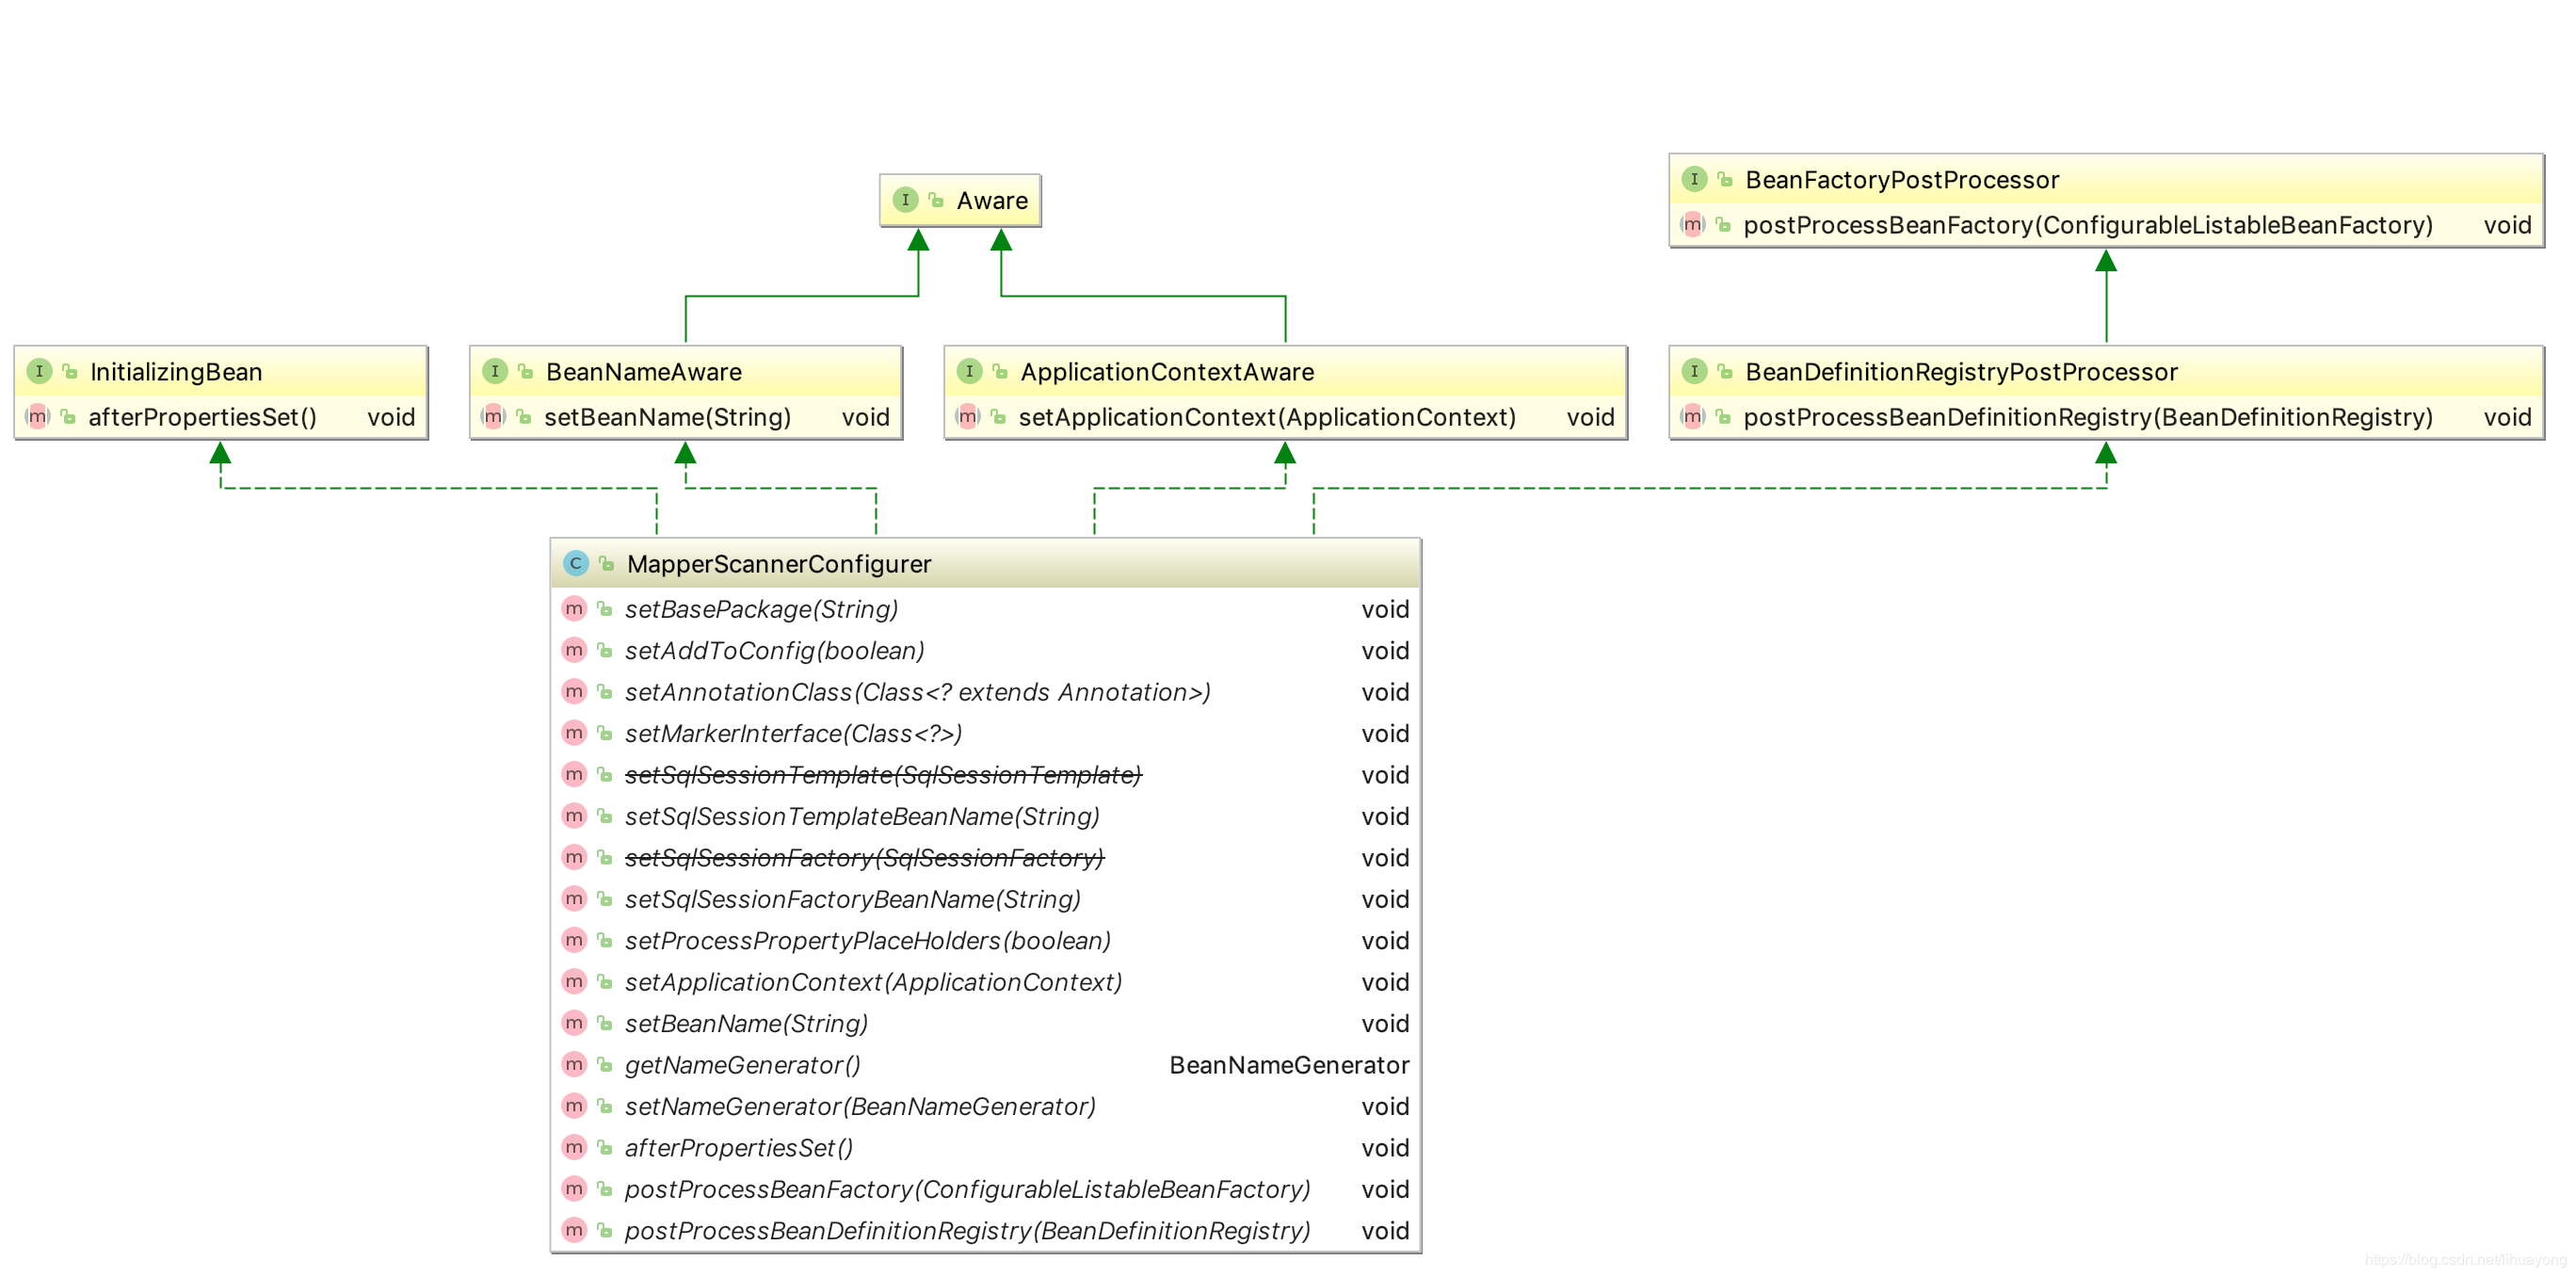 Aware
BeanFactoryPostProcessor
postProcessBeanFactory(ConfigurableListableBeanFactory) void
InitializingBean
afterPropertiesSet() void
BeanNameAware
setBeanName(String) void
ApplicationContextAware
setApplicationContext(ApplicationContext) void
BeanDefinitionRegistryPostProcessor
postProcessBeanDefinitionRegistry(BeanDefinitionRegistry) void
MapperScannerConfigurer
setBasePackage(String) void
setAddToConfig(boolean) void
setAnnotationClass(Class<? extends Annotation>) void
setMarkerInterface(Class<?>) void
setSqlSessionTemplate(SqlSessionTemplate) void
setSqlSessionTemplateBeanName(String) void
setSqlSessionFactory(SqlSessionFactory) void
setSqlSessionFactoryBeanName(String) void
setProcessPropertyPlaceHolders(boolean) void
setApplicationContext(ApplicationContext) void
setBeanName(String) void
getNameGenerator() BeanNameGenerator
setNameGenerator(BeanNameGenerator) void
afterPropertiesSet() void
postProcessBeanFactory(ConfigurableListableBeanFactory) void
postProcessBeanDefinitionRegistry(BeanDefinitionRegistry) void
https://blog.csdn.net/lihuayong